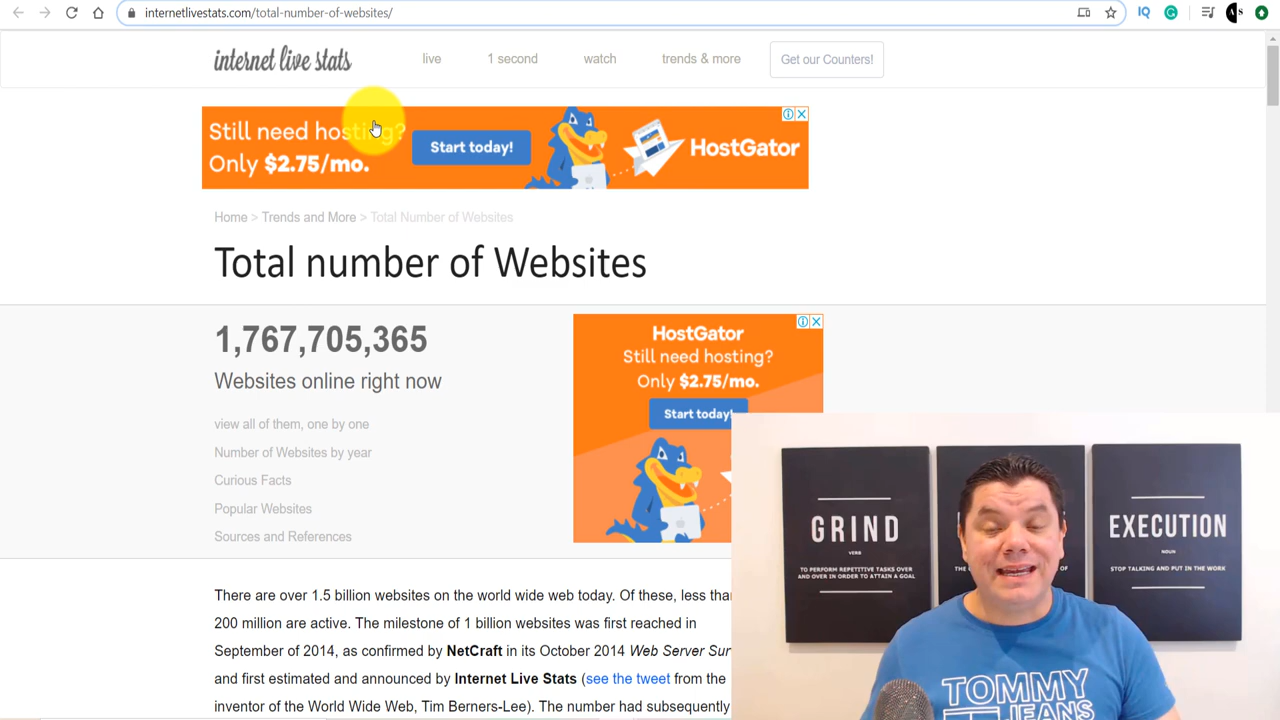 internetlivestats.com/total-number-of-websites/
IQ
internet live stats
live
1 second
watch
trends & more
Get our Counters!
Still need hosting?
Only $2.75/mo.
Start today!
HostGator
Home > Trends and More > Total Number of Websites
Total number of Websites
1,767,705,365
Websites online right now
view all of them, one by one
Number of Websites by year
Curious Facts
Popular Websites
Sources and References
HostGator
Still need hosting?
Only $2.75/mo.
Start today!
There are over 1.5 billion websites on the world wide web today. Of these, less tha
200 million are active. The milestone of 1 billion websites was first reached in
September of 2014, as confirmed by NetCraft in its October 2014 Web Server Sur
and first estimated and announced by Internet Live Stats (see the tweet from the
inventor of the World Wide Web, Tim Berners-Lee). The number had subsequently
GRIND
VERB
TO PERFORM REPETITIVE TASKS OVER
AND OVER IN ORDER TO ATTAIN A GOAL
EXECUTION
NOUN
STOP TALKING AND PUT IN THE WORK
TOMMY
JEANS